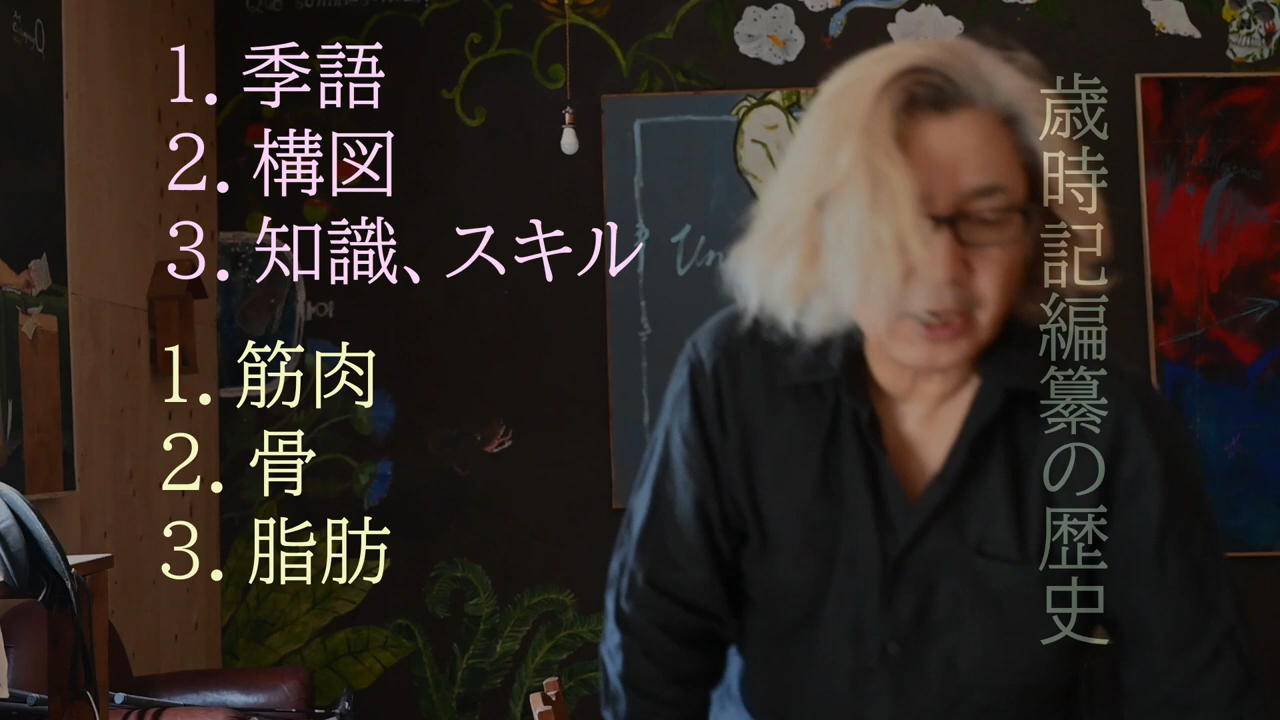 1. 季語
2. 構図
3. 知識、スキル
1. 筋肉
2. 骨
3. 脂肪
歳時記編纂の歴史